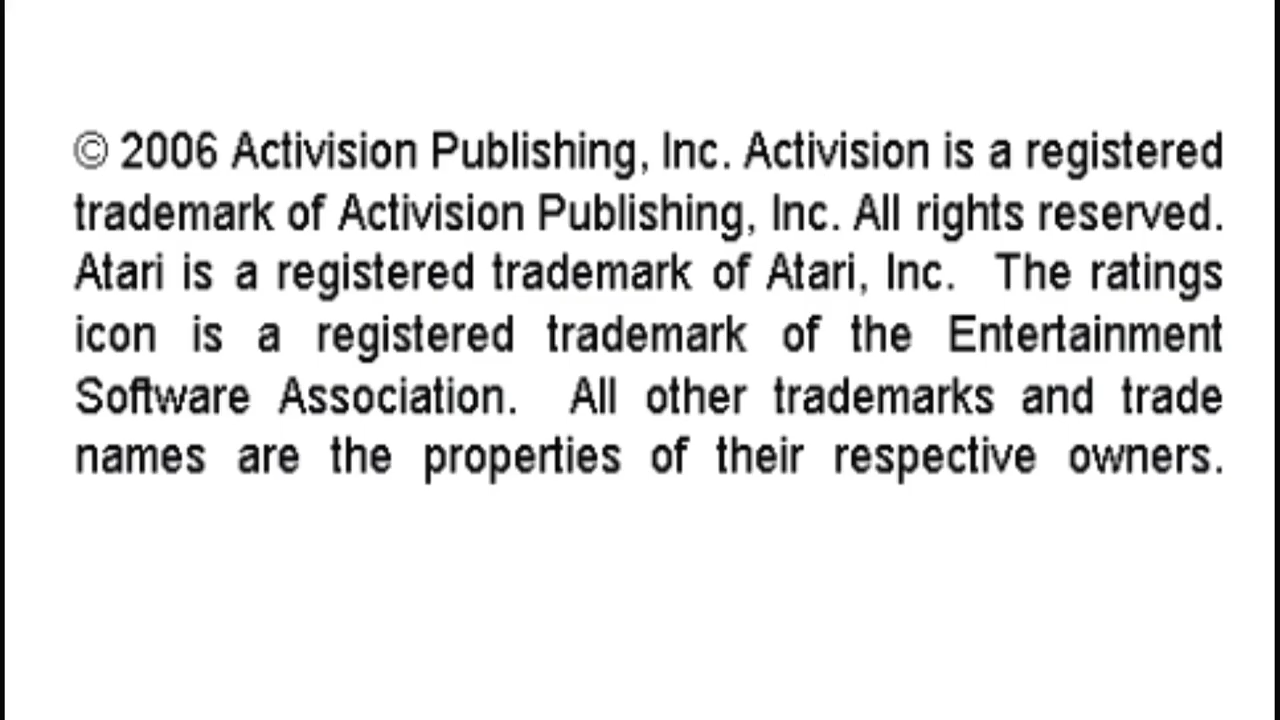 © 2006 Activision Publishing, Inc. Activision is a registered
trademark of Activision Publishing, Inc. All rights reserved.
Atari is a registered trademark of Atari, Inc.  The ratings
icon is a registered trademark of the Entertainment
Software Association.  All other trademarks and trade
names are the properties of their respective owners.